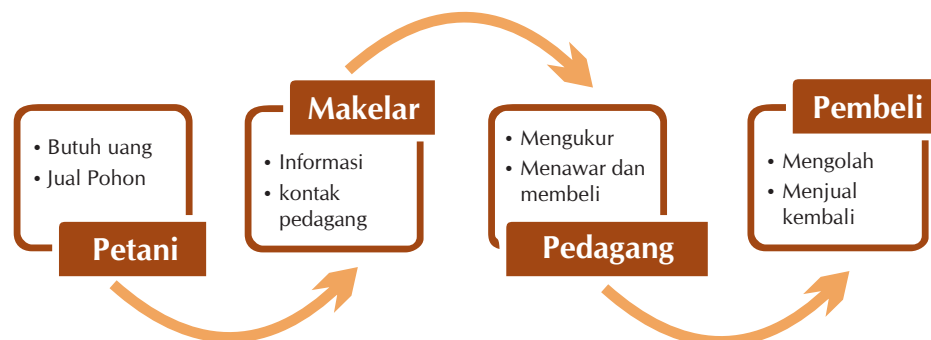 • Butuh uang
• Jual Pohon
Petani
Makelar
• Informasi
• kontak
pedagang
• Mengukur
• Menawar dan
membeli
Pedagang
Pembeli
• Mengolah
• Menjual
kembali